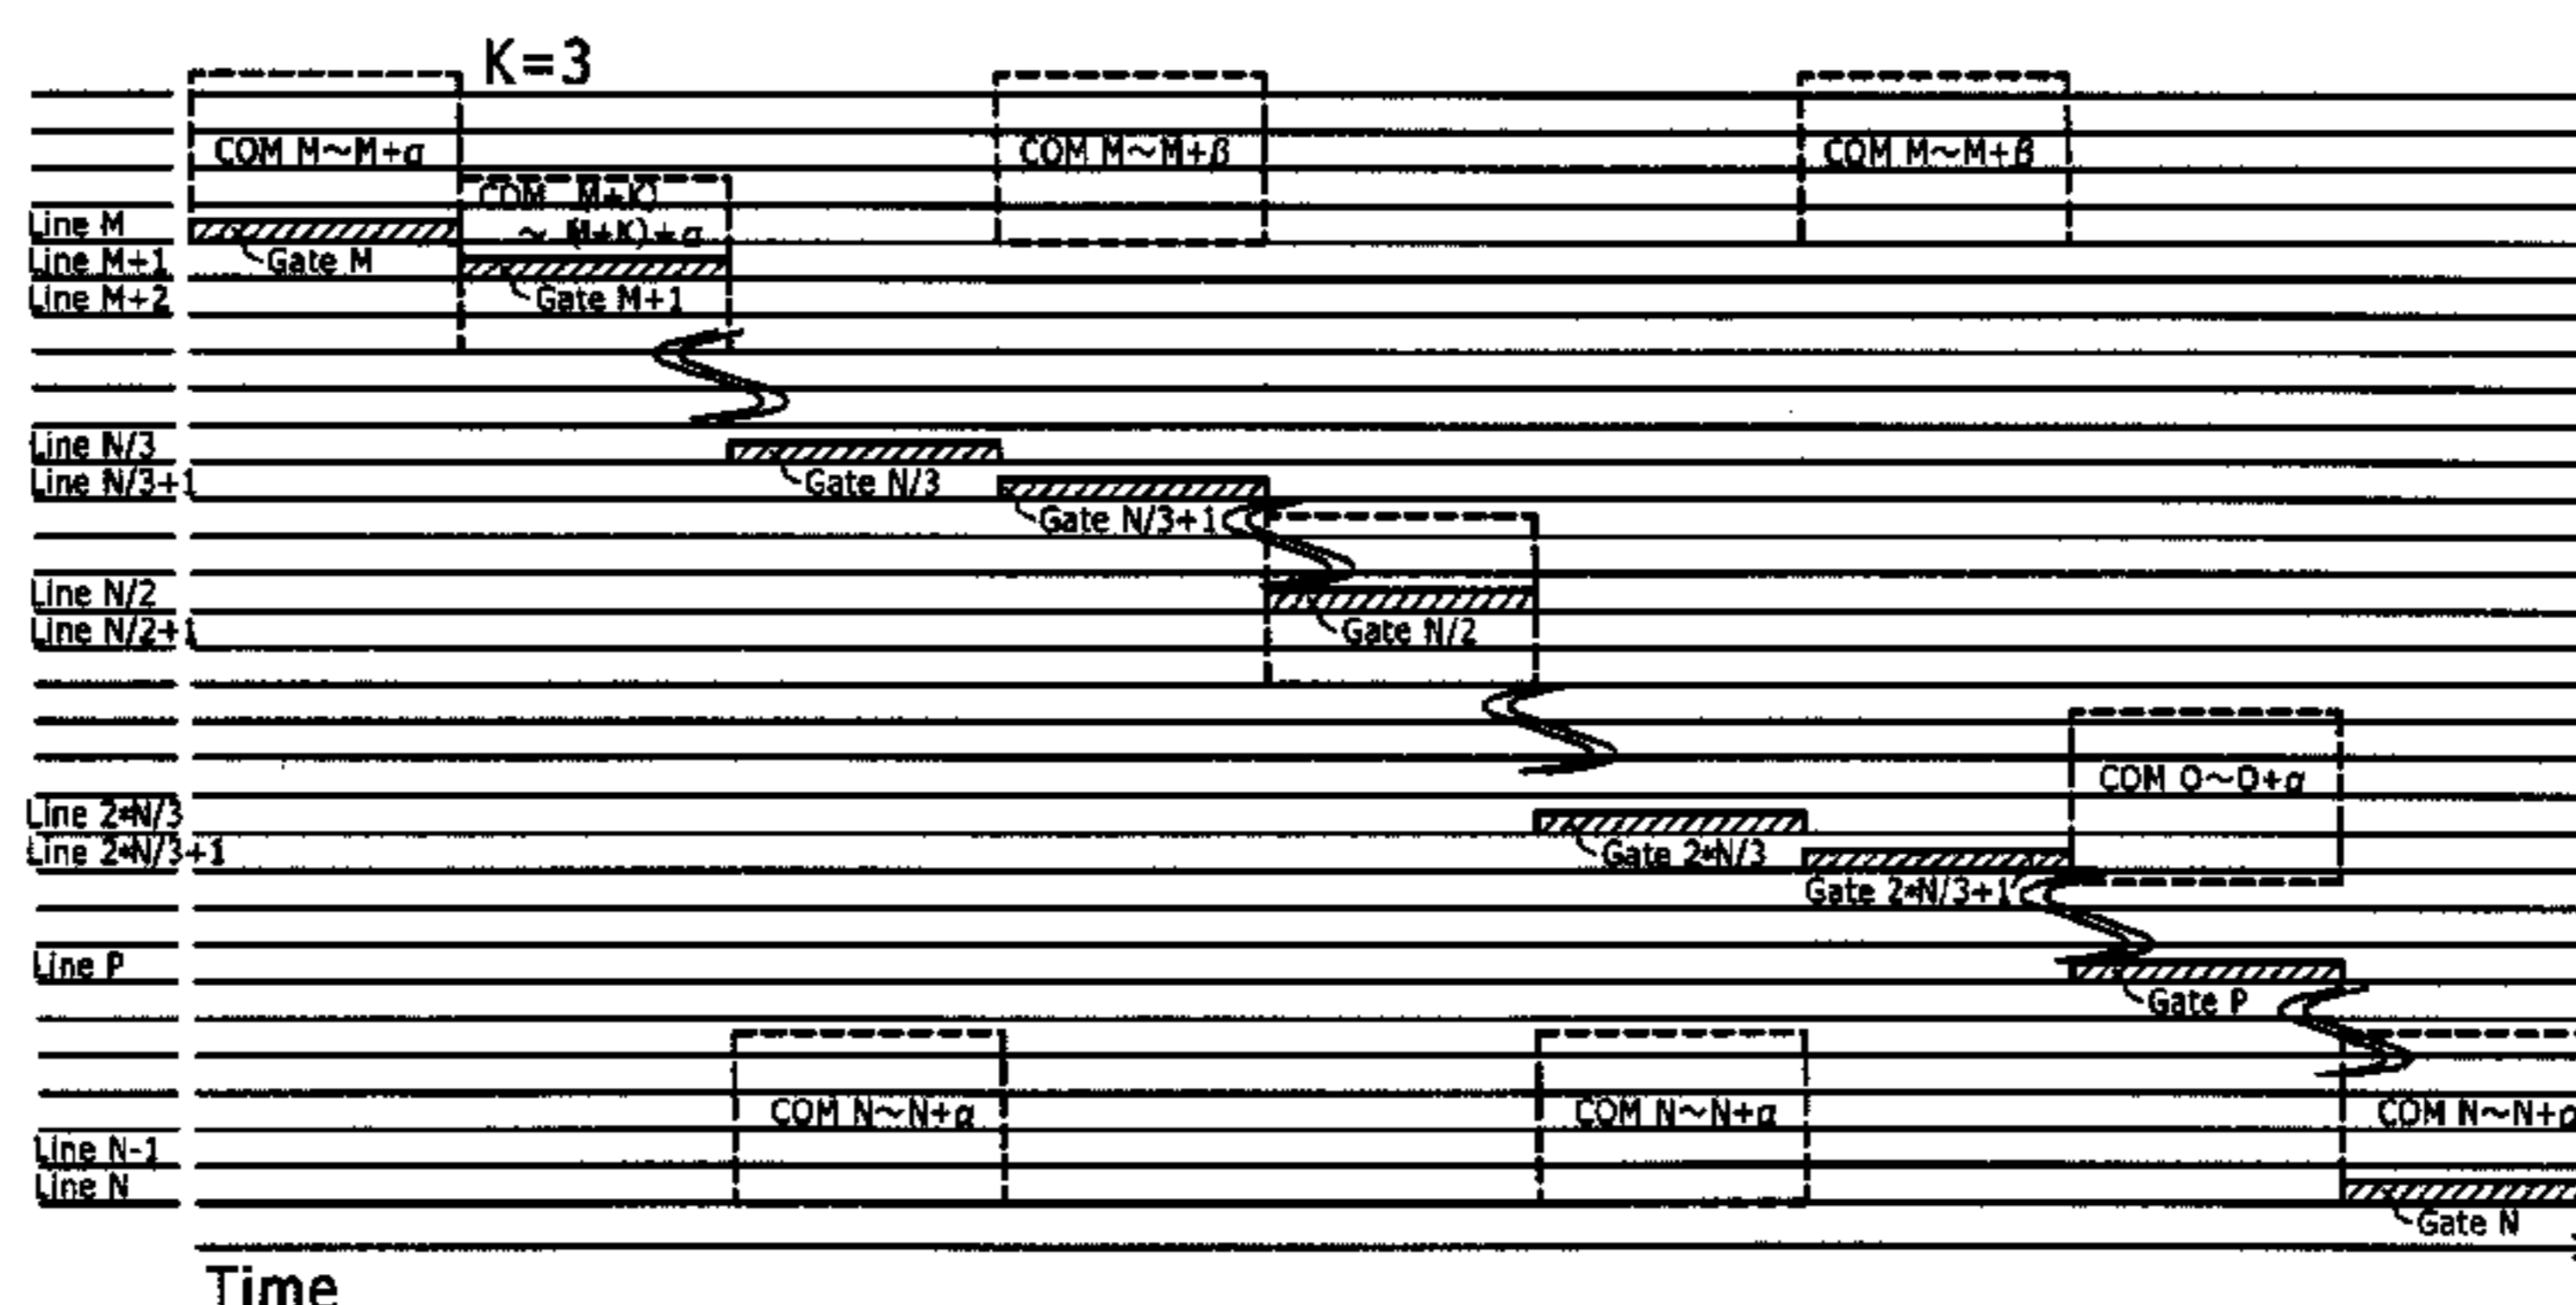 K=3
COM M~M+α
COM M~M+β
COM M~M+β
COM M+K)
~ (M+K)+α
Line M
Gate M
Line M+1
Gate M+1
Line M+2
Line N/3
Gate N/3
Line N/3+1
Gate N/3+1
Line N/2
Gate N/2
Line N/2+1
COM O~O+α
Line 2*N/3
Gate 2*N/3
Line 2*N/3+1
Gate 2*N/3+1
Line P
Gate P
COM N~N+α
COM N~N+α
COM N~N+α
Line N-1
Line N
Gate N
Time